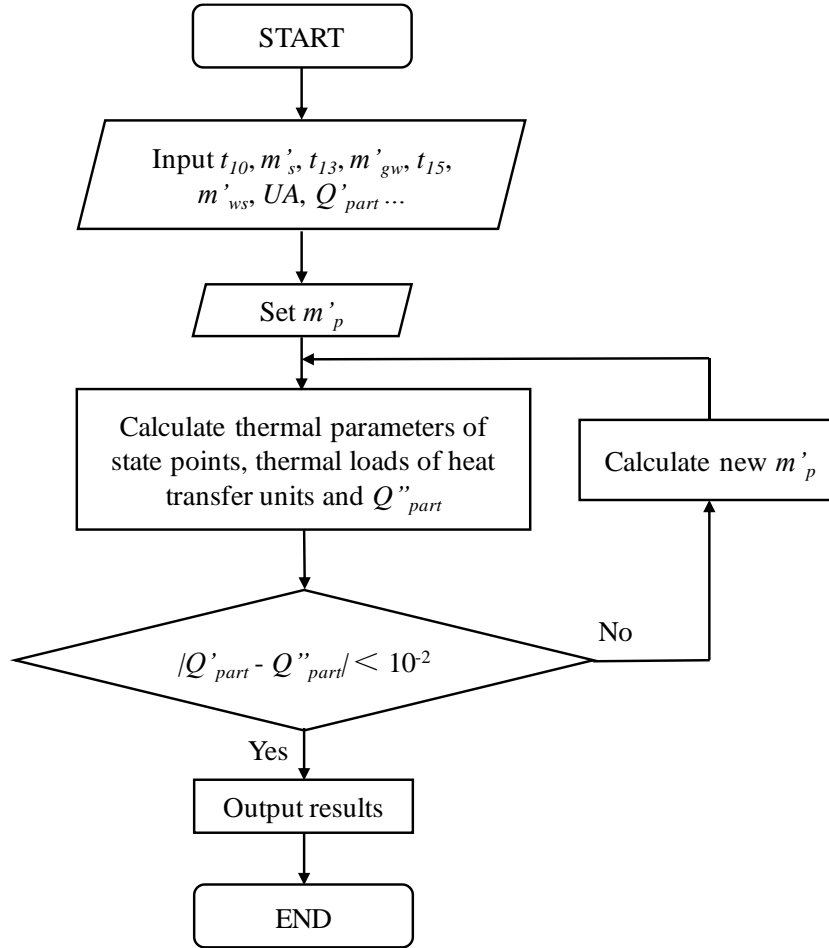 START
Input t₁₀, m'ₛ, t₁₃, m'gw, t₁₅,
m'ws, UA, Q'part ...
Set m'p
Calculate thermal parameters of
state points, thermal loads of heat
transfer units and Q''part
Calculate new m'p
|Q'part - Q''part| < 10⁻²
No
Yes
Output results
END